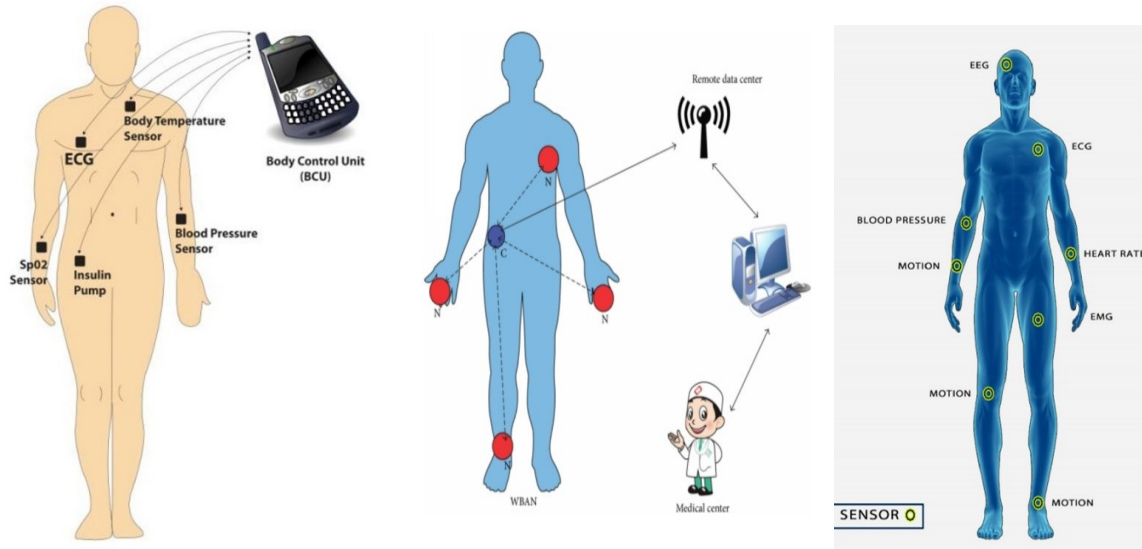 Body Temperature
Sensor
ECG
Body Control Unit
(BCU)
Blood Pressure
Sensor
Sp02
Sensor
Insulin
Pump
Remote data center
N
C
N
N
N
WBAN
Medical center
EEG
ECG
BLOOD PRESSURE
HEART RATE
MOTION
EMG
MOTION
MOTION
SENSOR